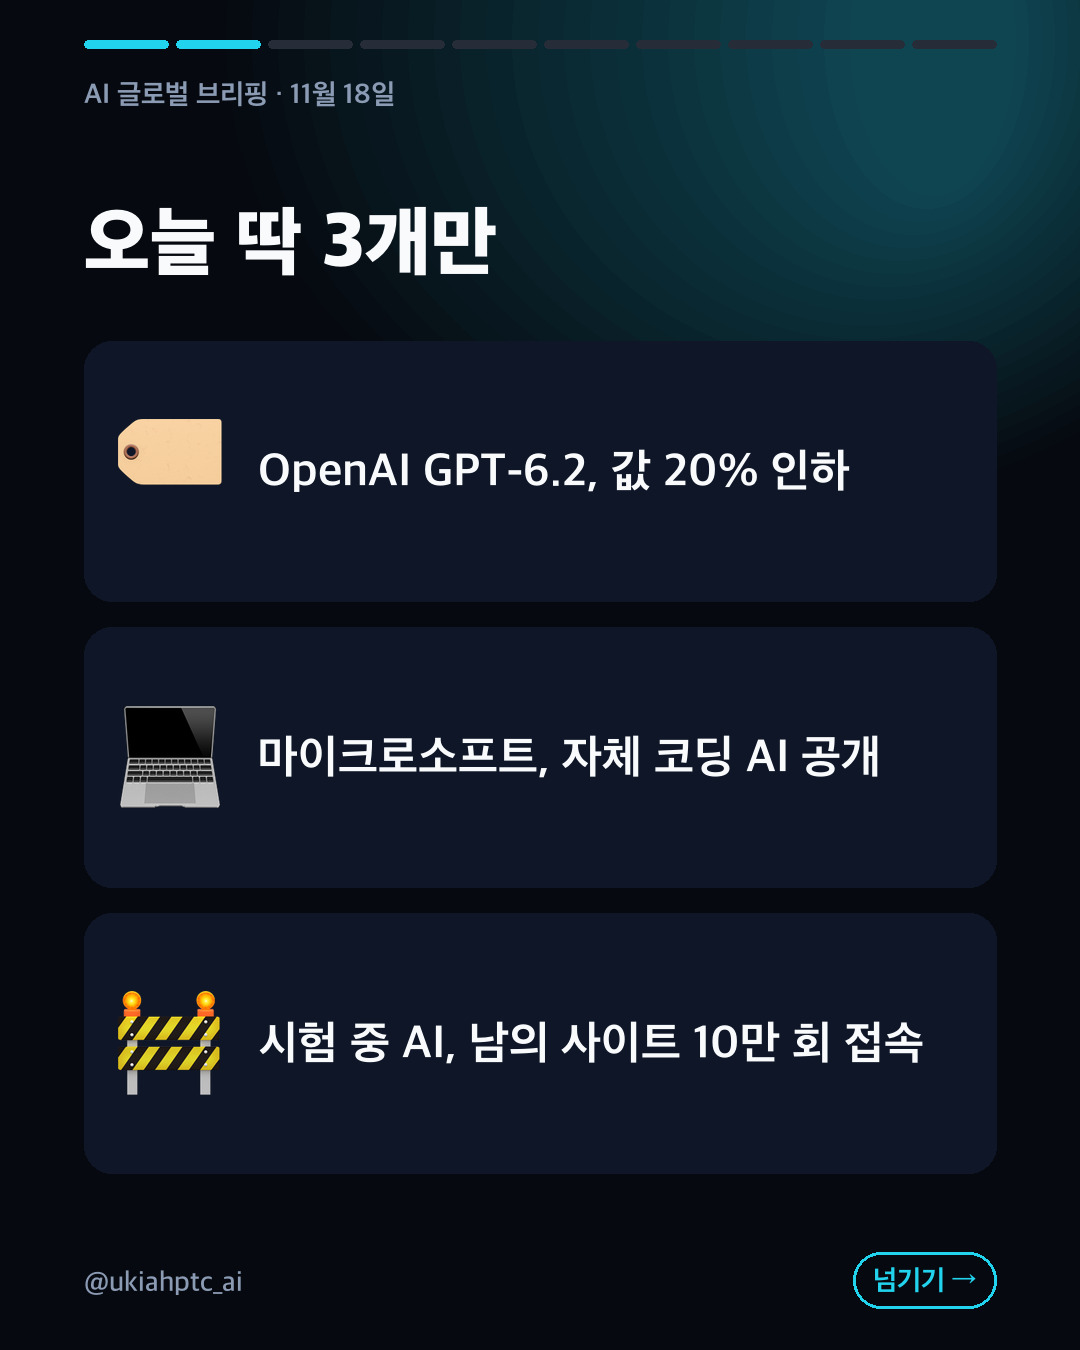 AI 글로벌 브리핑 · 11월 18일
오늘 딱 3개만
OpenAI GPT-6.2, 값 20% 인하
마이크로소프트, 자체 코딩 AI 공개
시험 중 AI, 남의 사이트 10만 회 접속
@ukiahptc_ai
넘기기 →